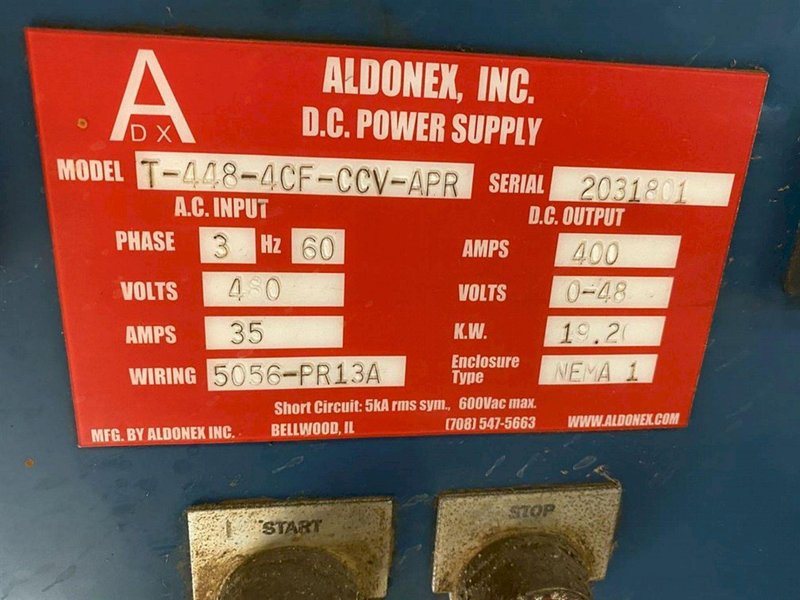 A
DX
ALDONEX, INC.
D.C. POWER SUPPLY
MODEL T-448-4CF-CCV-APR SERIAL 2031801
A.C. INPUT D.C. OUTPUT
PHASE 3 Hz 60 AMPS 400
VOLTS 480 VOLTS 0-48
AMPS 35 K.W. 19.20
WIRING 5056-PR13A Enclosure Type NEMA 1
Short Circuit: 5kA rms sym., 600Vac max.
MFG. BY ALDONEX INC. BELLWOOD, IL (708) 547-5663 WWW.ALDONEX.COM
START STOP